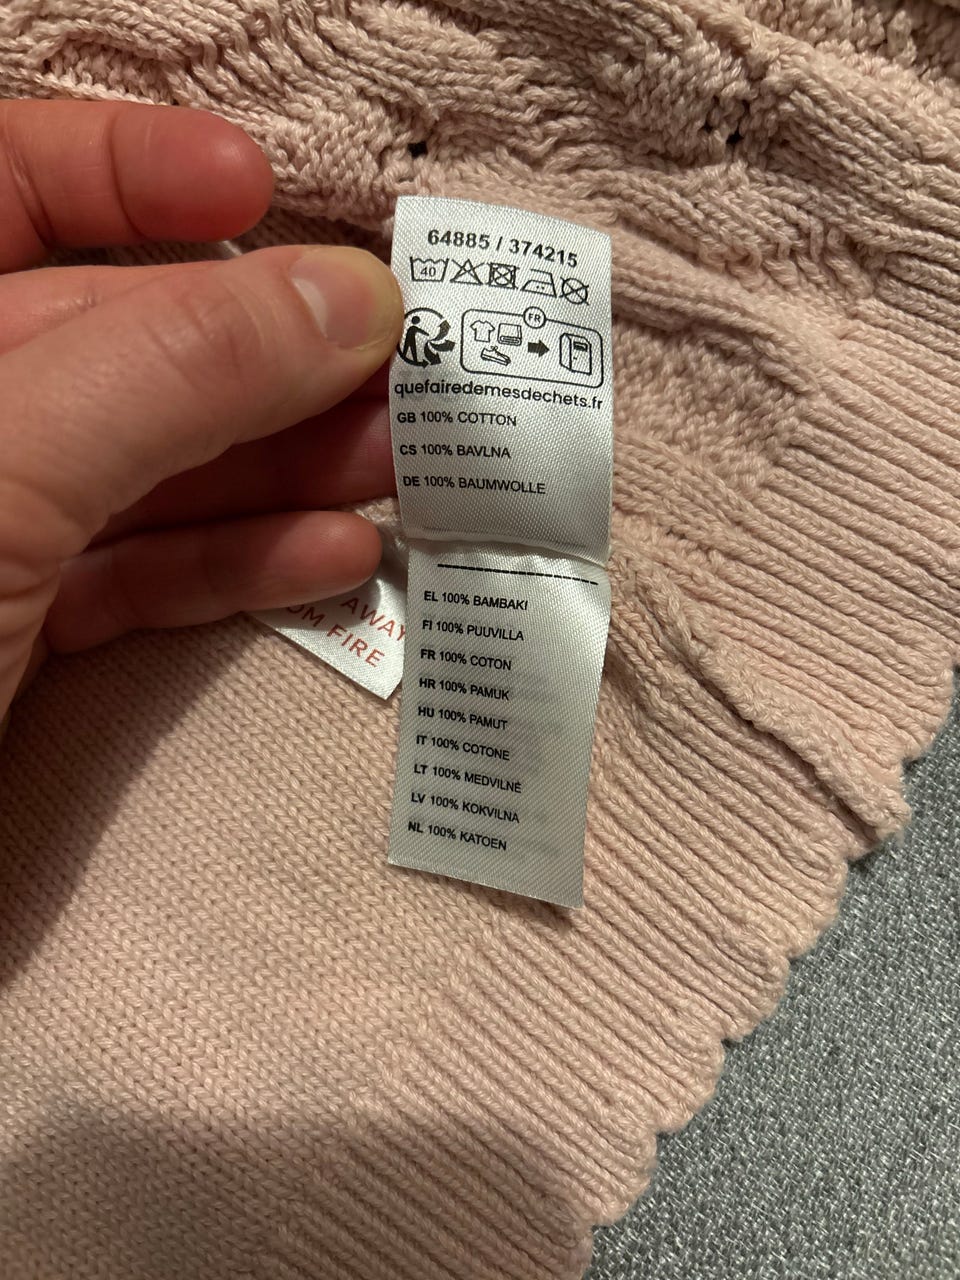 64885 / 374215
40
FR
quefairedemesdechets.fr
GB 100% COTTON
CS 100% BAVLNA
DE 100% BAUMWOLLE
EL 100% BAMBAKI
FI 100% PUUVILLA
FR 100% COTON
HR 100% PAMUK
HU 100% PAMUT
IT 100% COTONE
LT 100% MEDVILNĖ
LV 100% KOKVILNA
NL 100% KATOEN
AWAY
FIRE